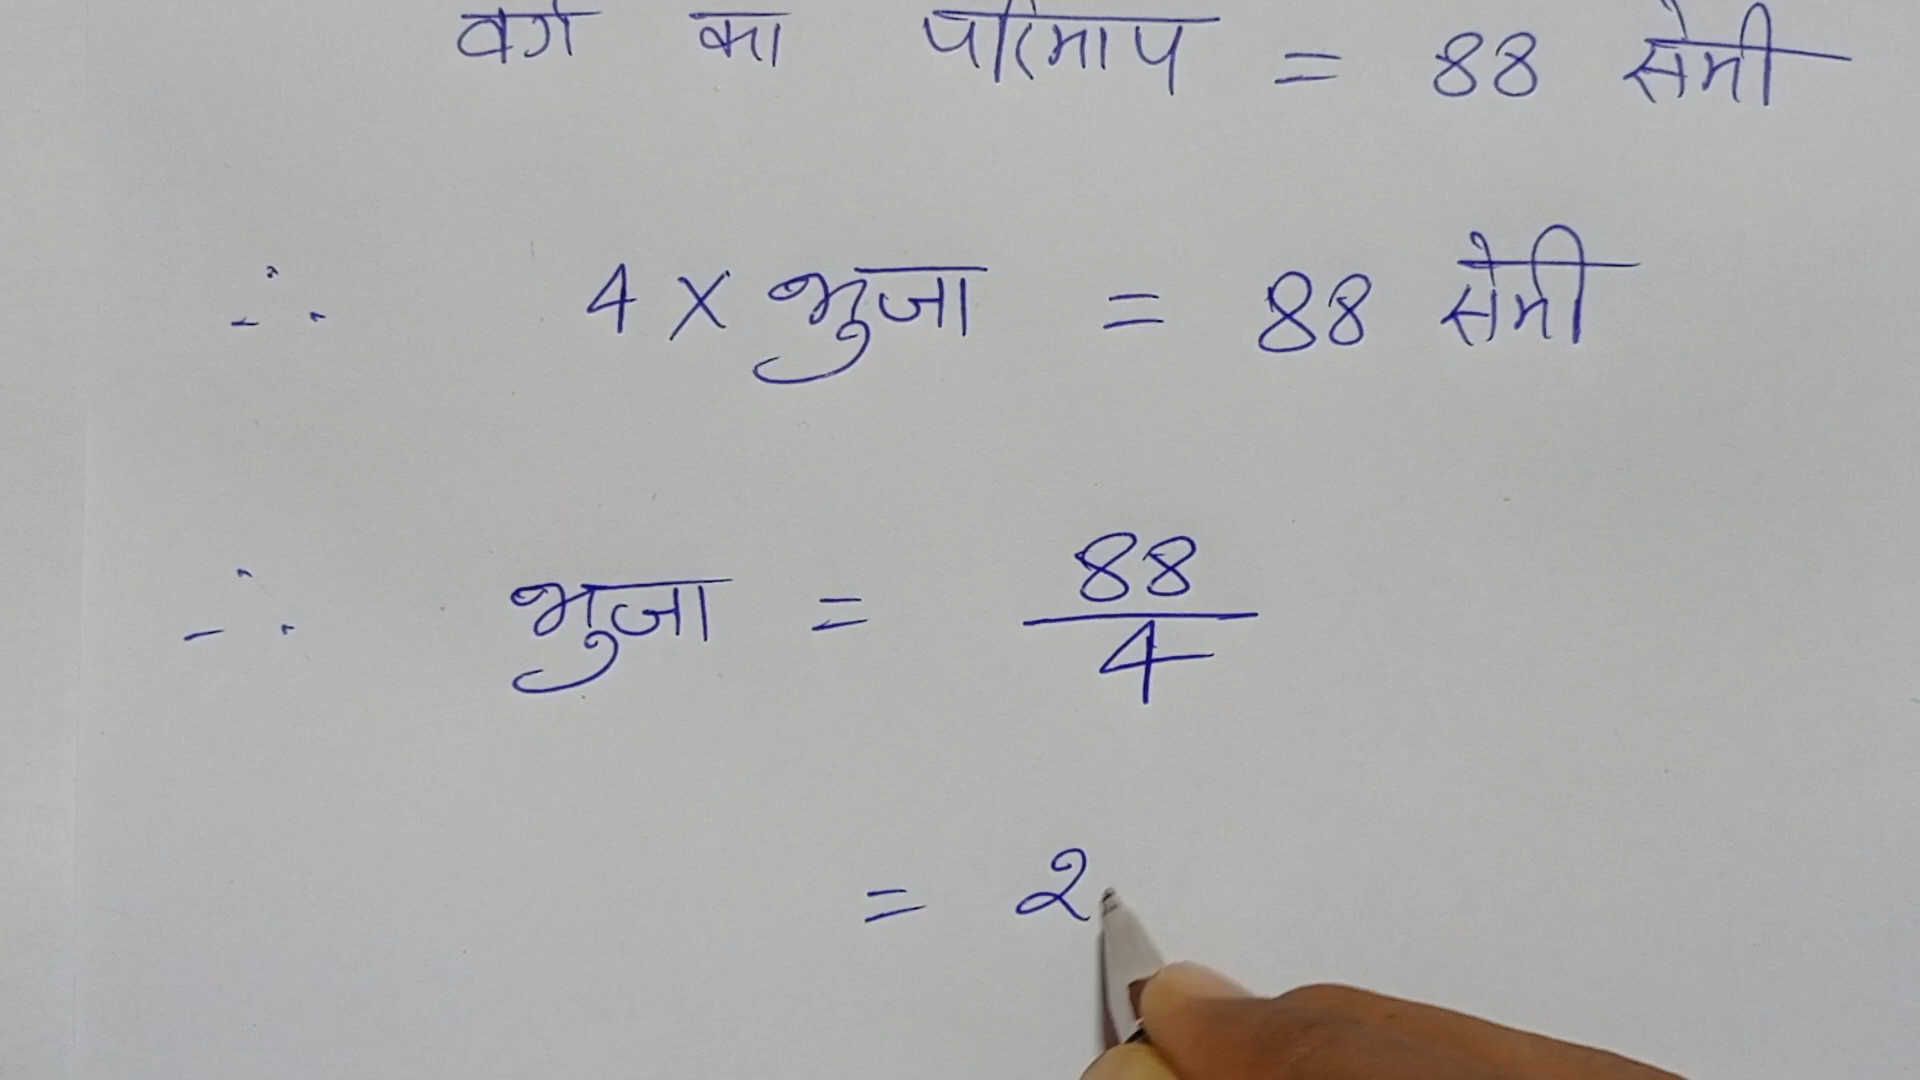 वर्ग का परिमाप = 88 सेमी
∴ 4 X भुजा = 88 सेमी
∴ भुजा = 88/4
= 2